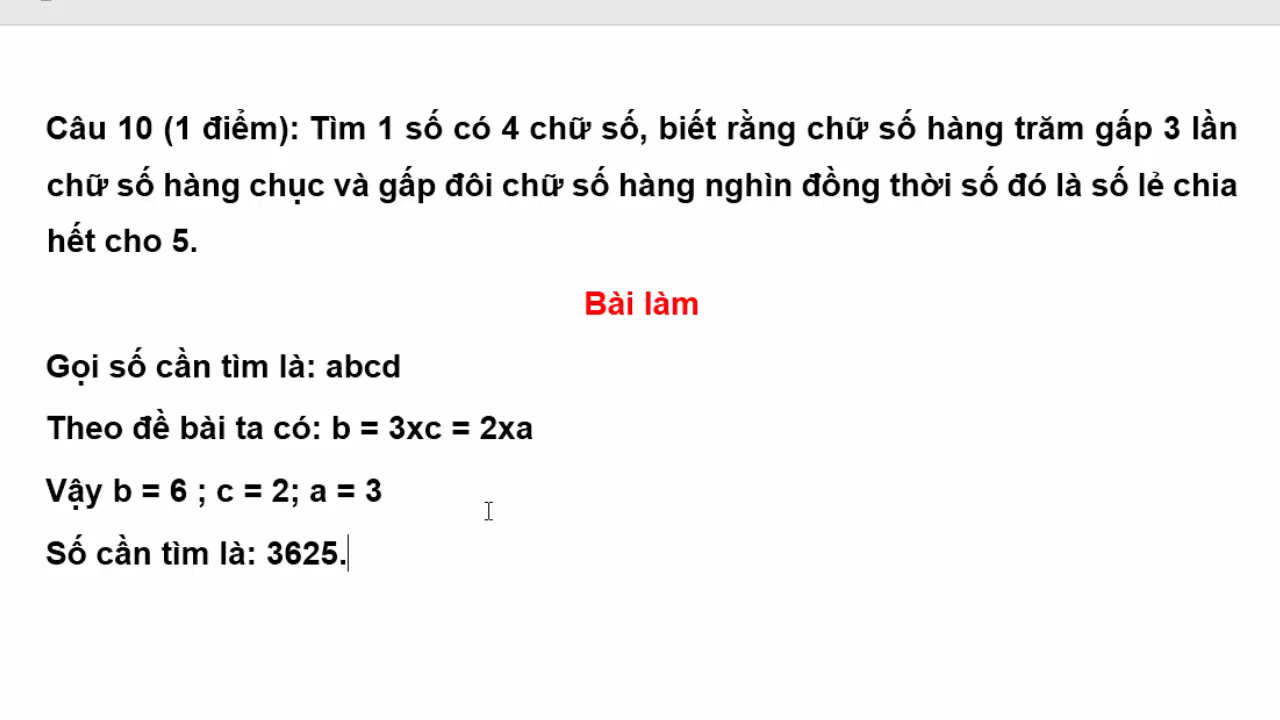 Câu 10 (1 điểm): Tìm 1 số có 4 chữ số, biết rằng chữ số hàng trăm gấp 3 lần
chữ số hàng chục và gấp đôi chữ số hàng nghìn đồng thời số đó là số lẻ chia
hết cho 5.
Bài làm
Gọi số cần tìm là: abcd
Theo đề bài ta có: b = 3xc = 2xa
Vậy b = 6 ; c = 2; a = 3
Số cần tìm là: 3625.